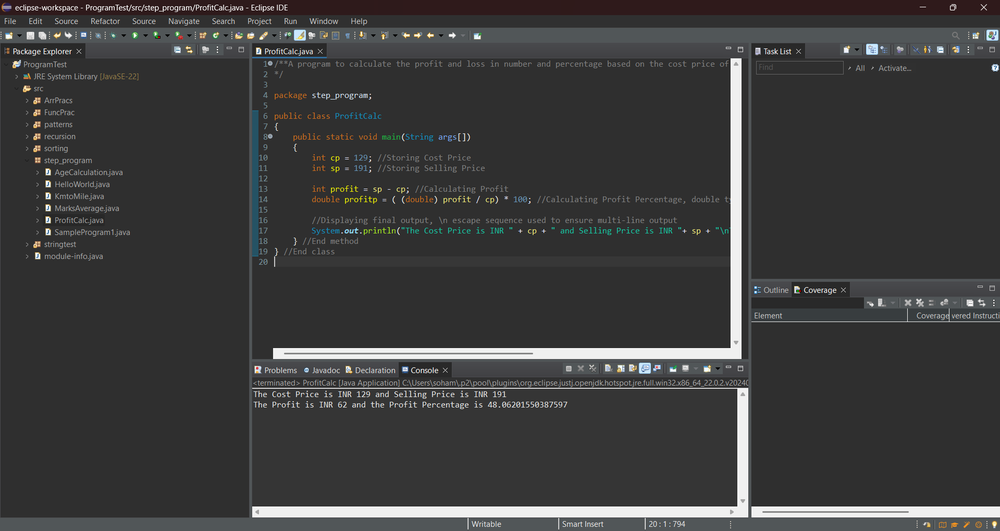 eclipse-workspace - ProgramTest/src/step_program/ProfitCalc.java - Eclipse IDE
File Edit Source Refactor Source Navigate Search Project Run Window Help
Package Explorer
ProgramTest
JRE System Library [JavaSE-22]
src
ArrPracs
FuncPrac
patterns
recursion
sorting
step_program
AgeCalculation.java
HelloWorld.java
KmtoMile.java
MarksAverage.java
ProfitCalc.java
SampleProgram1.java
stringtest
module-info.java
ProfitCalc.java
1 /**A program to calculate the profit and loss in number and percentage based on the cost price of
2 */
3
4 package step_program;
5
6 public class ProfitCalc
7 {
8 public static void main(String args[])
9 {
10 int cp = 129; //Storing Cost Price
11 int sp = 191; //Storing Selling Price
12
13 int profit = sp - cp; //Calculating Profit
14 double profitp = ( (double) profit / cp) * 100; //Calculating Profit Percentage, double ty
15
16 //Displaying final output, \n escape sequence used to ensure multi-line output
17 System.out.println("The Cost Price is INR " + cp + " and Selling Price is INR "+ sp + "\n
18 } //End method
19 } //End class
20
Problems Javadoc Declaration Console
<terminated> ProfitCalc [Java Application] C:\Users\soham\.p2\pool\plugins\org.eclipse.justj.openjdk.hotspot.jre.full.win32.x86_64_22.0.2.v20240
The Cost Price is INR 129 and Selling Price is INR 191
The Profit is INR 62 and the Profit Percentage is 48.06201550387597
Task List
Find All Activate...
Outline Coverage
Element Coverage vered Instructi
Writable Smart Insert 20 : 1 : 794